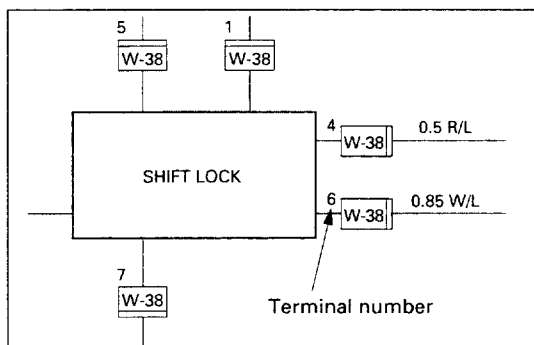 5
1
W-38
W-38
4
W-38
0.5 R/L
SHIFT LOCK
6
W-38
0.85 W/L
7
W-38
Terminal number